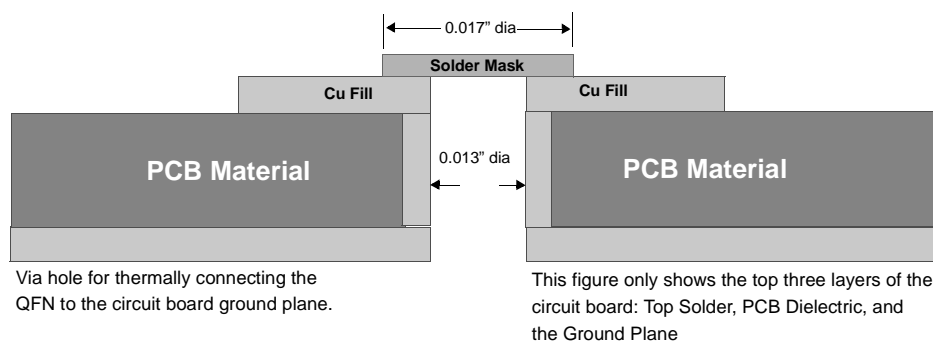 0.017” dia
Solder Mask
Cu Fill
Cu Fill
PCB Material
0.013” dia
PCB Material
Via hole for thermally connecting the
QFN to the circuit board ground plane.
This figure only shows the top three layers of the
circuit board: Top Solder, PCB Dielectric, and
the Ground Plane